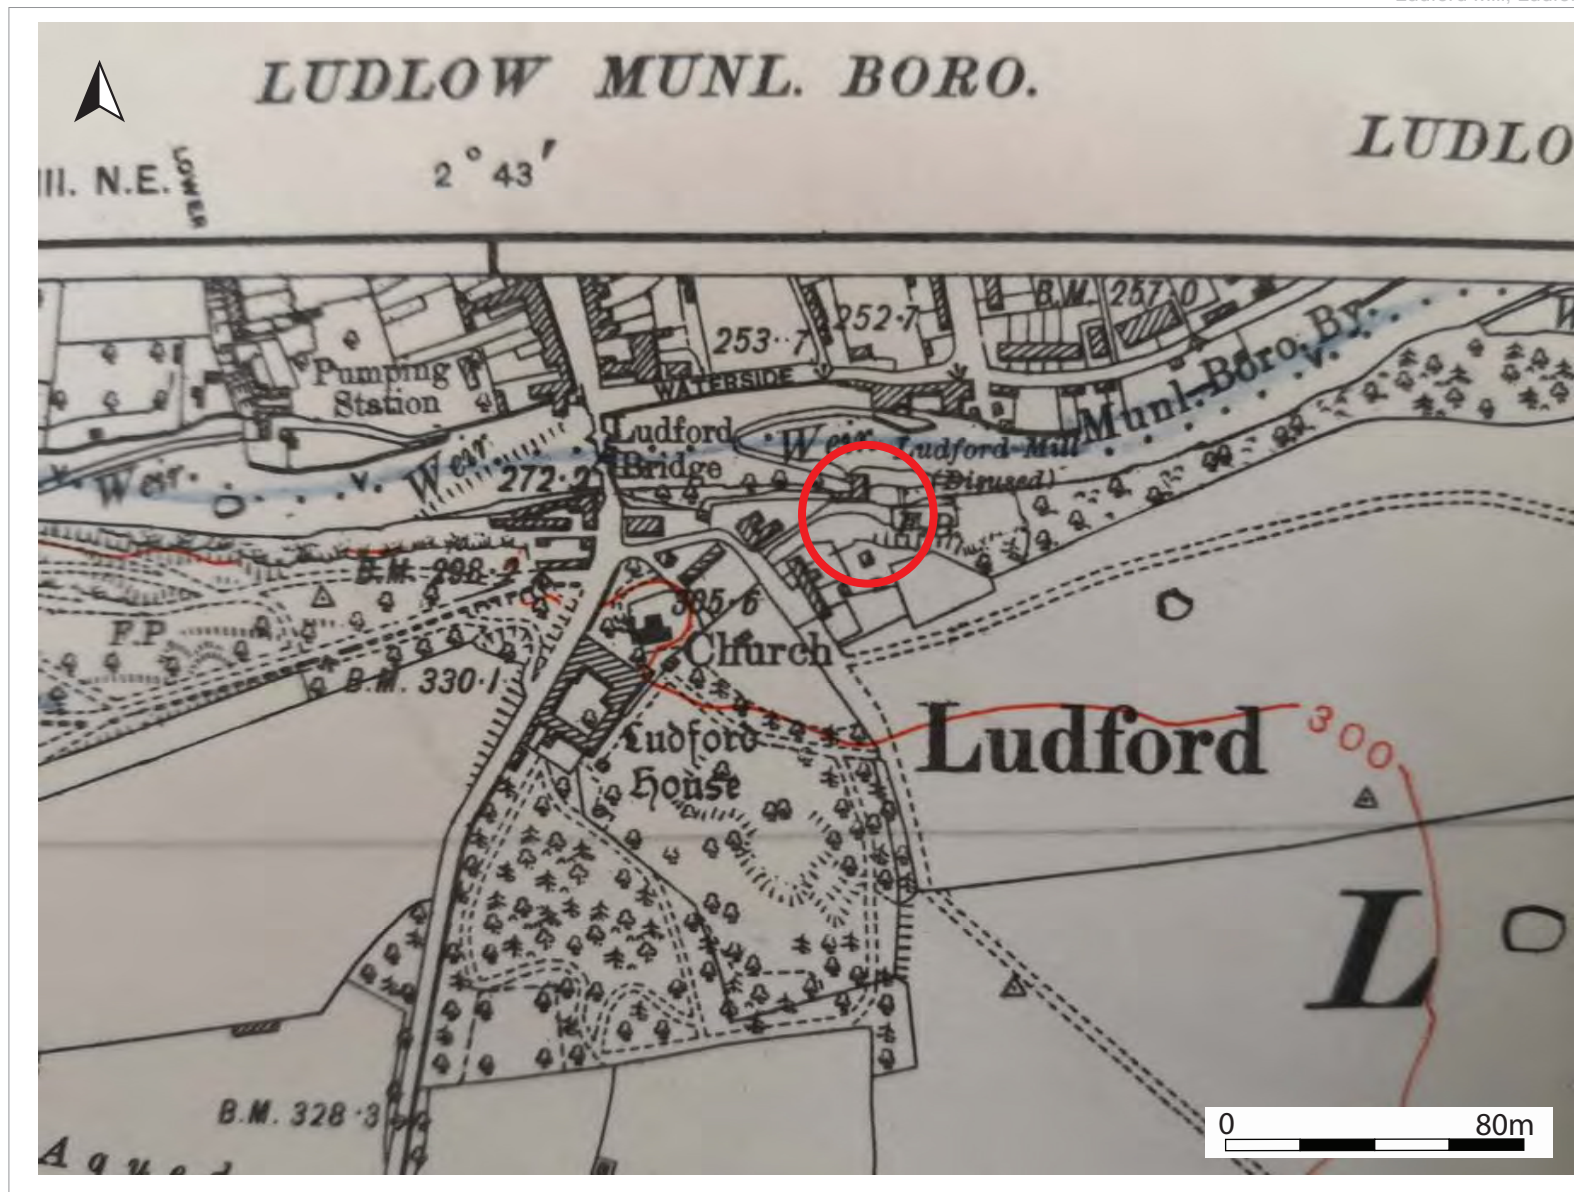 LUDLOW MUNL. BORO.
LUDLO
III. N.E.
LOWER
2° 43'
B.M. 257.0
252.7
253.7
WATERSIDE
Pumping
Station
Munl. Boro. By.
Ludford
Bridge
Weir
Ludford Mill
(Disused)
Weir
Weir
272.2
F.P.
B.M. 298.2
305.6
F.P
Church
B.M. 330.1
Ludford
House
Ludford
300
L
B.M. 328.3
Aqued
0 80m